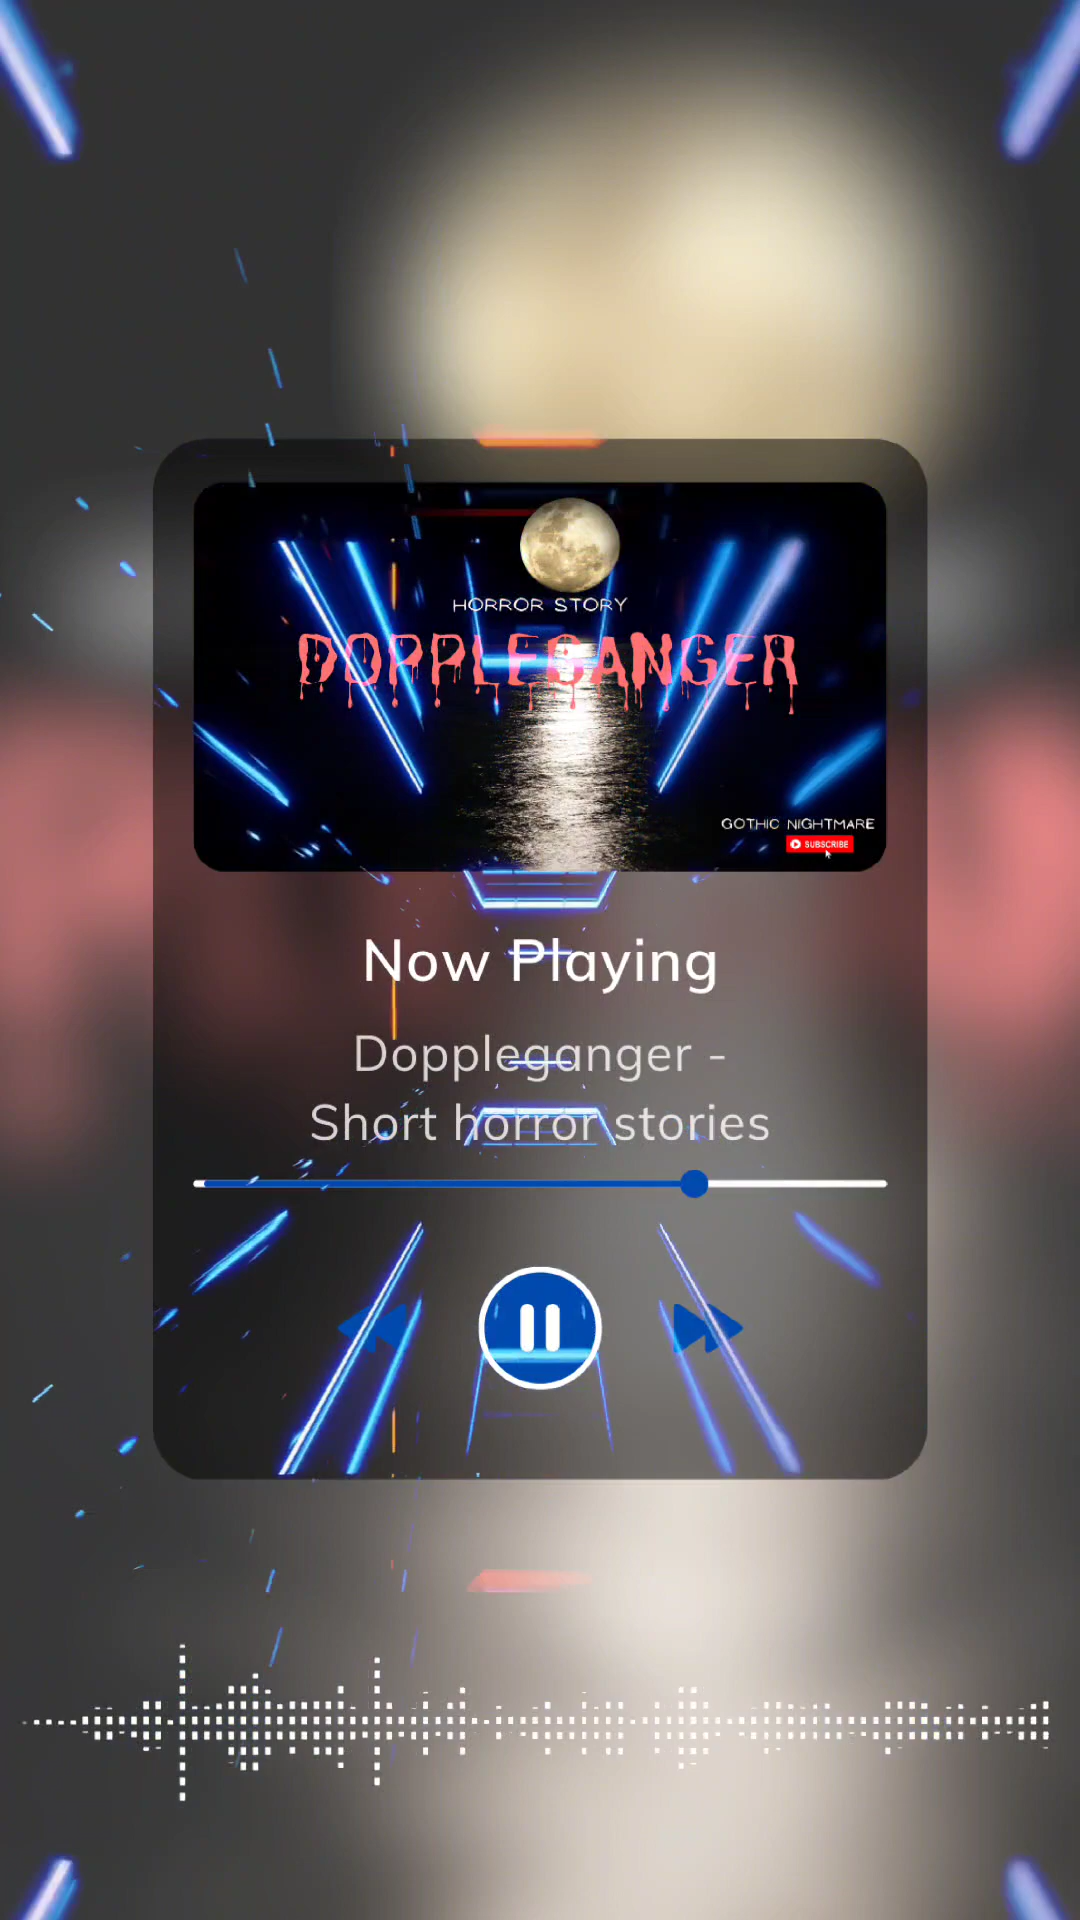 HORROR STORY
DOPPLEGANGER
GOTHIC NIGHTMARE
SUBSCRIBE
Now Playing
Doppleganger -
Short horror stories